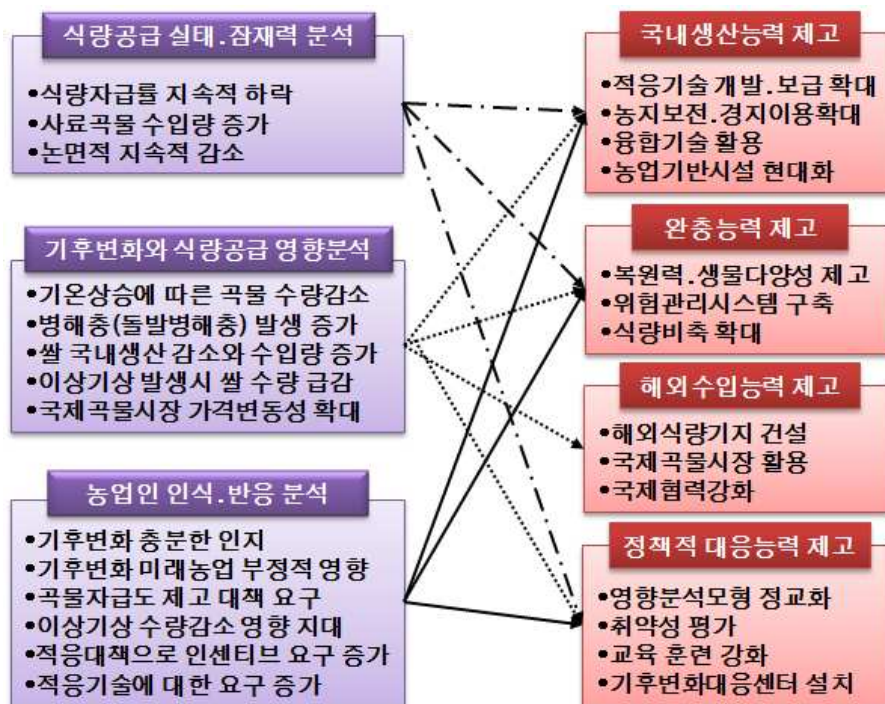 식량공급 실태.잠재력 분석
•식량자급률 지속적 하락
•사료곡물 수입량 증가
•논면적 지속적 감소
기후변화와 식량공급 영향분석
•기온상승에 따른 곡물 수량감소
•병해충(돌발병해충) 발생 증가
•쌀 국내생산 감소와 수입량 증가
•이상기상 발생시 쌀 수량 급감
•국제곡물시장 가격변동성 확대
농업인 인식.반응 분석
•기후변화 충분한 인지
•기후변화 미래농업 부정적 영향
•곡물자급도 제고 대책 요구
•이상기상 수량감소 영향 지대
•적응대책으로 인센티브 요구 증가
•적응기술에 대한 요구 증가
국내생산능력 제고
•적응기술 개발.보급 확대
•농지보전.경지이용확대
•융합기술 활용
•농업기반시설 현대화
완충능력 제고
•복원력.생물다양성 제고
•위험관리시스템 구축
•식량비축 확대
해외수입능력 제고
•해외식량기지 건설
•국제곡물시장 활용
•국제협력강화
정책적 대응능력 제고
•영향분석모형 정교화
•취약성 평가
•교육 훈련 강화
•기후변화대응센터 설치